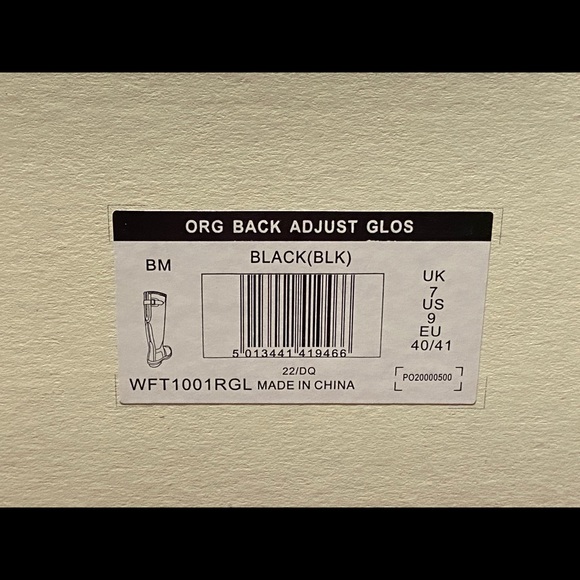 ORG BACK ADJUST GLOS
BM
BLACK(BLK)
UK
7
US
9
EU
40/41
5 013441 419466
22/DQ
WFT1001RGL MADE IN CHINA
PO20000500